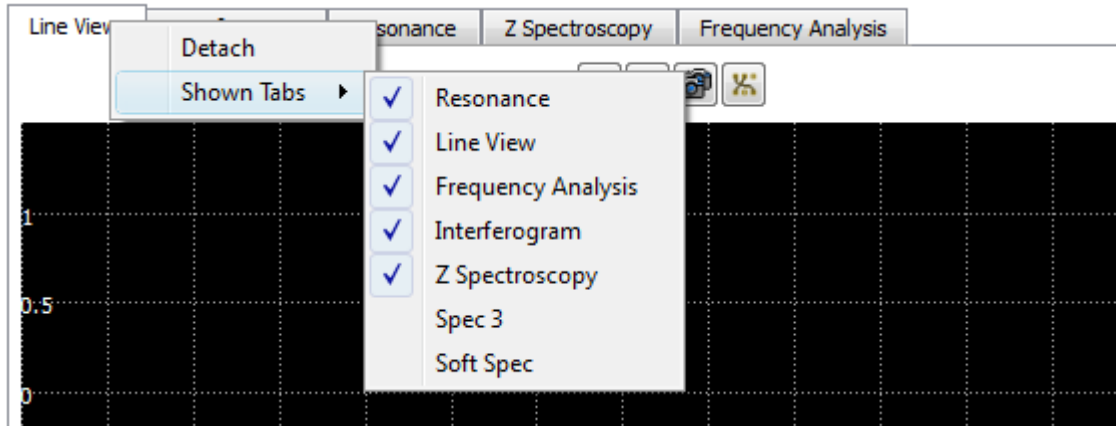 Line View
Z Spectroscopy
Frequency Analysis
Detach
Shown Tabs
Resonance
Line View
Frequency Analysis
Interferogram
Z Spectroscopy
Spec 3
Soft Spec
1
0.5
0